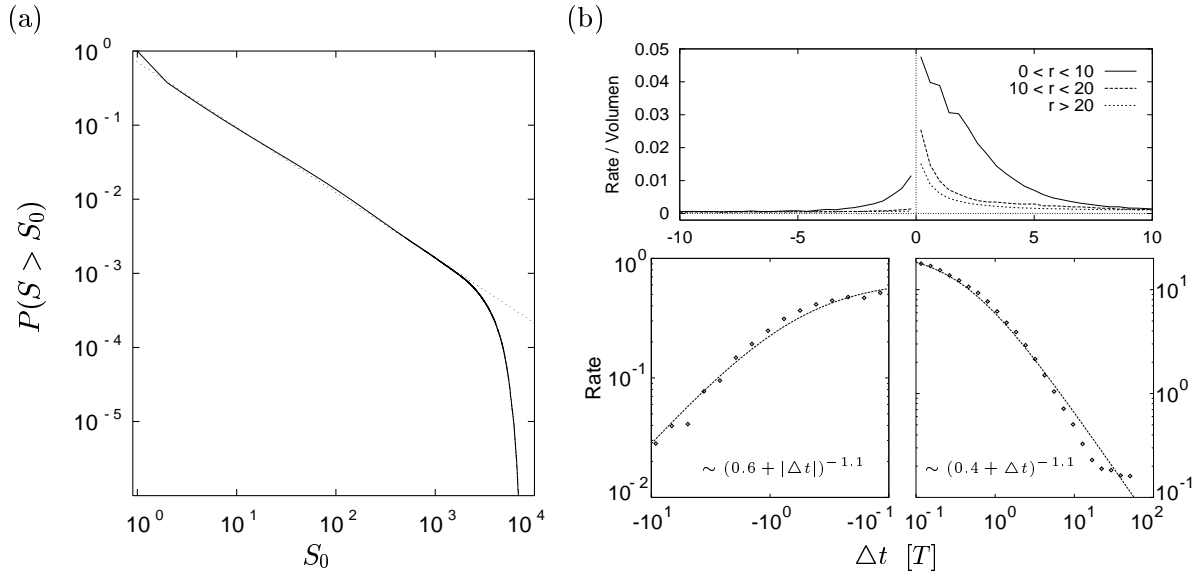 (a)
10^0
10^-1
10^-2
10^-3
10^-4
10^-5
P(S > S_0)
10^0 10^1 10^2 10^3 10^4
S_0
(b)
0.05
0.04
0.03
0.02
0.01
0
Rate / Volumen
0 < r < 10
10 < r < 20
r > 20
-10 -5 0 5 10
10^0
10^-1
10^-2
Rate
∼ (0.6 + |△t|)^-1.1
-10^1 -10^0 -10^-1
∼ (0.4 + △t)^-1.1
10^1
10^0
10^-1
10^-1 10^0 10^1 10^2
△t [T]